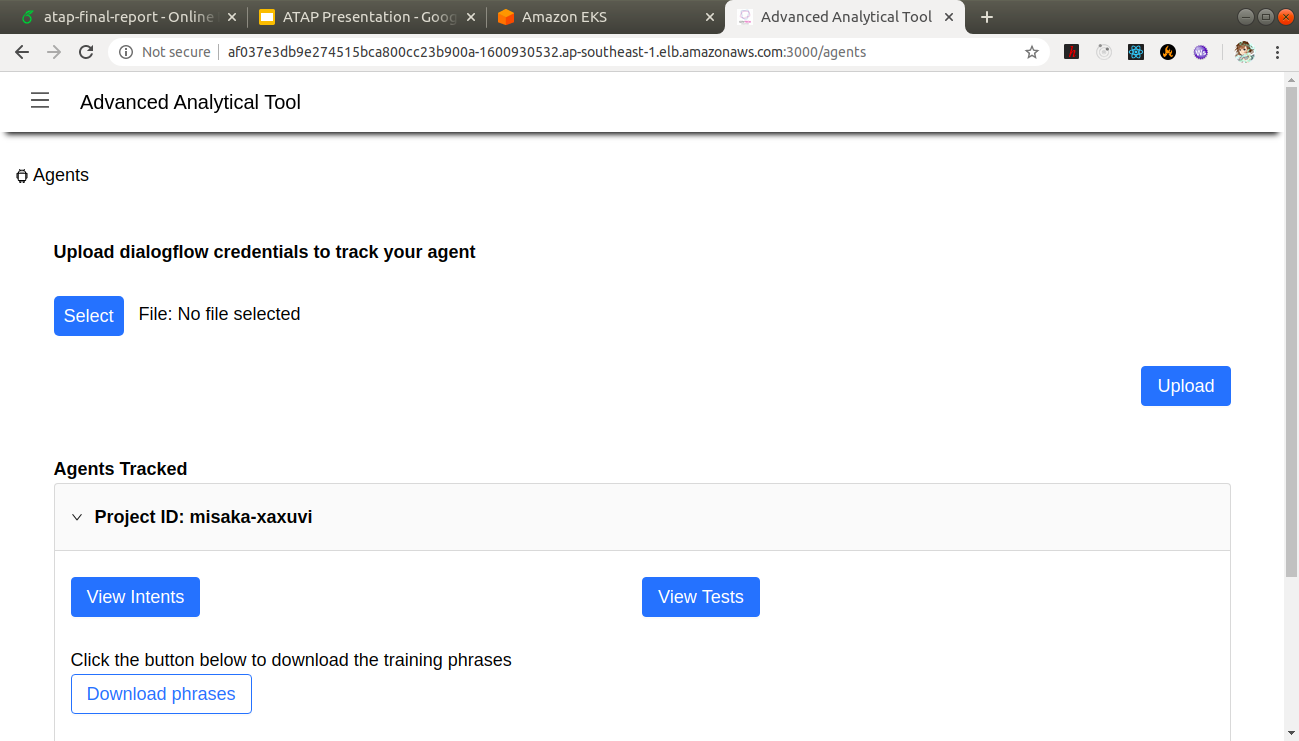 atap-final-report - Online
ATAP Presentation - Goog
Amazon EKS
Advanced Analytical Tool
Not secure
af037e3db9e274515bca800cc23b900a-1600930532.ap-southeast-1.elb.amazonaws.com:3000/agents
Advanced Analytical Tool
Agents
Upload dialogflow credentials to track your agent
Select File: No file selected
Upload
Agents Tracked
Project ID: misaka-xaxuvi
View Intents View Tests
Click the button below to download the training phrases
Download phrases